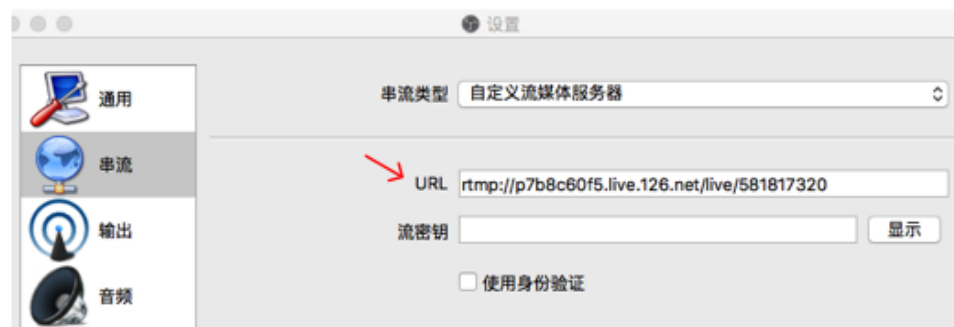 设置
通用
串流
输出
音频
串流类型 自定义流媒体服务器
URL rtmp://p7b8c60f5.live.126.net/live/581817320
流密钥 显示
使用身份验证